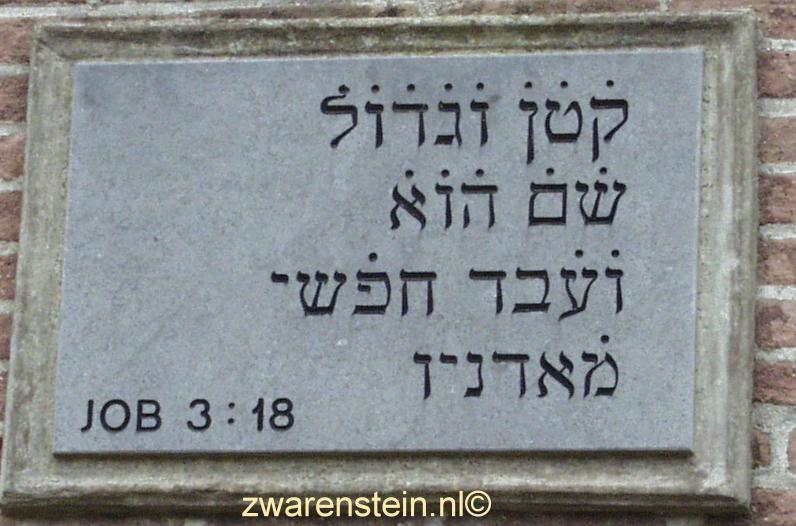 קטן וגדול
שם הוא
ועבד חפשי
מאדניו
JOB 3:18
zwarenstein.nl©